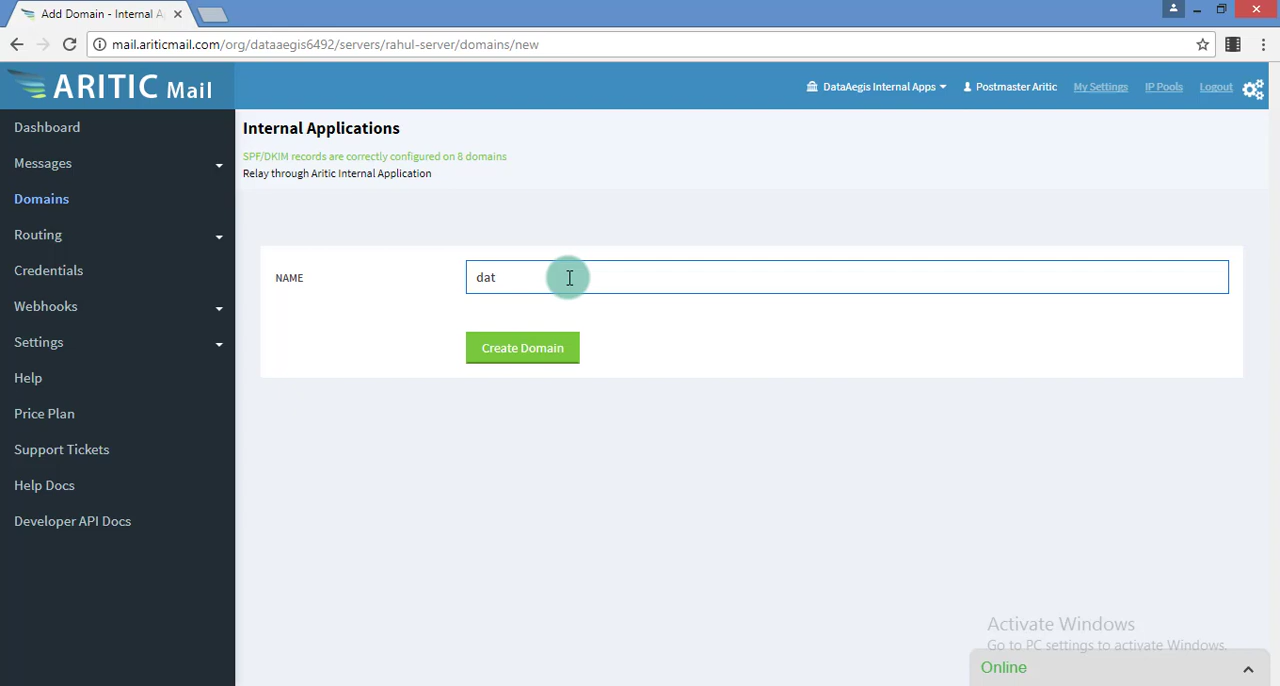 Add Domain - Internal A
mail.ariticmail.com/org/dataaegis6492/servers/rahul-server/domains/new
ARITIC Mail
DataAegis Internal Apps
Postmaster Aritic
My Settings
IP Pools
Logout
Dashboard
Messages
Domains
Routing
Credentials
Webhooks
Settings
Help
Price Plan
Support Tickets
Help Docs
Developer API Docs
Internal Applications
SPF/DKIM records are correctly configured on 8 domains
Relay through Aritic Internal Application
NAME
dat
Create Domain
Activate Windows
Go to PC settings to activate Windows.
Online